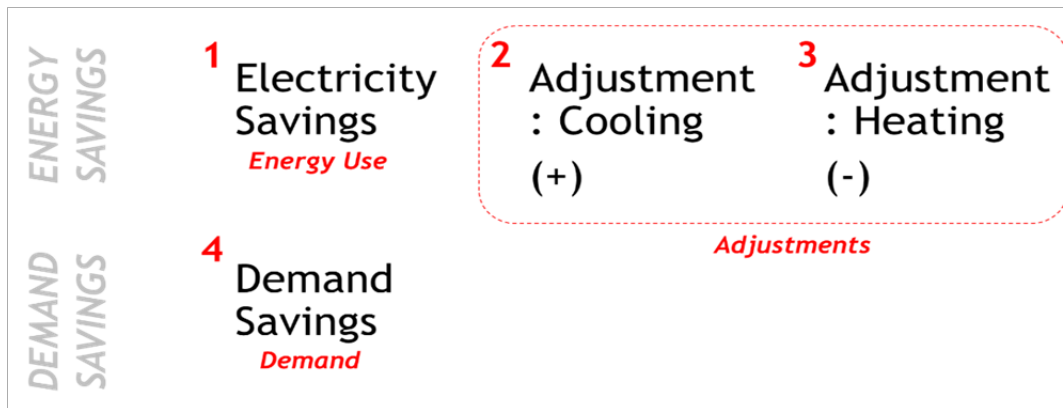 ENERGY
SAVINGS
1
Electricity
Savings
Energy Use
2
Adjustment
: Cooling
(+)
3
Adjustment
: Heating
(-)
Adjustments
DEMAND
SAVINGS
4
Demand
Savings
Demand